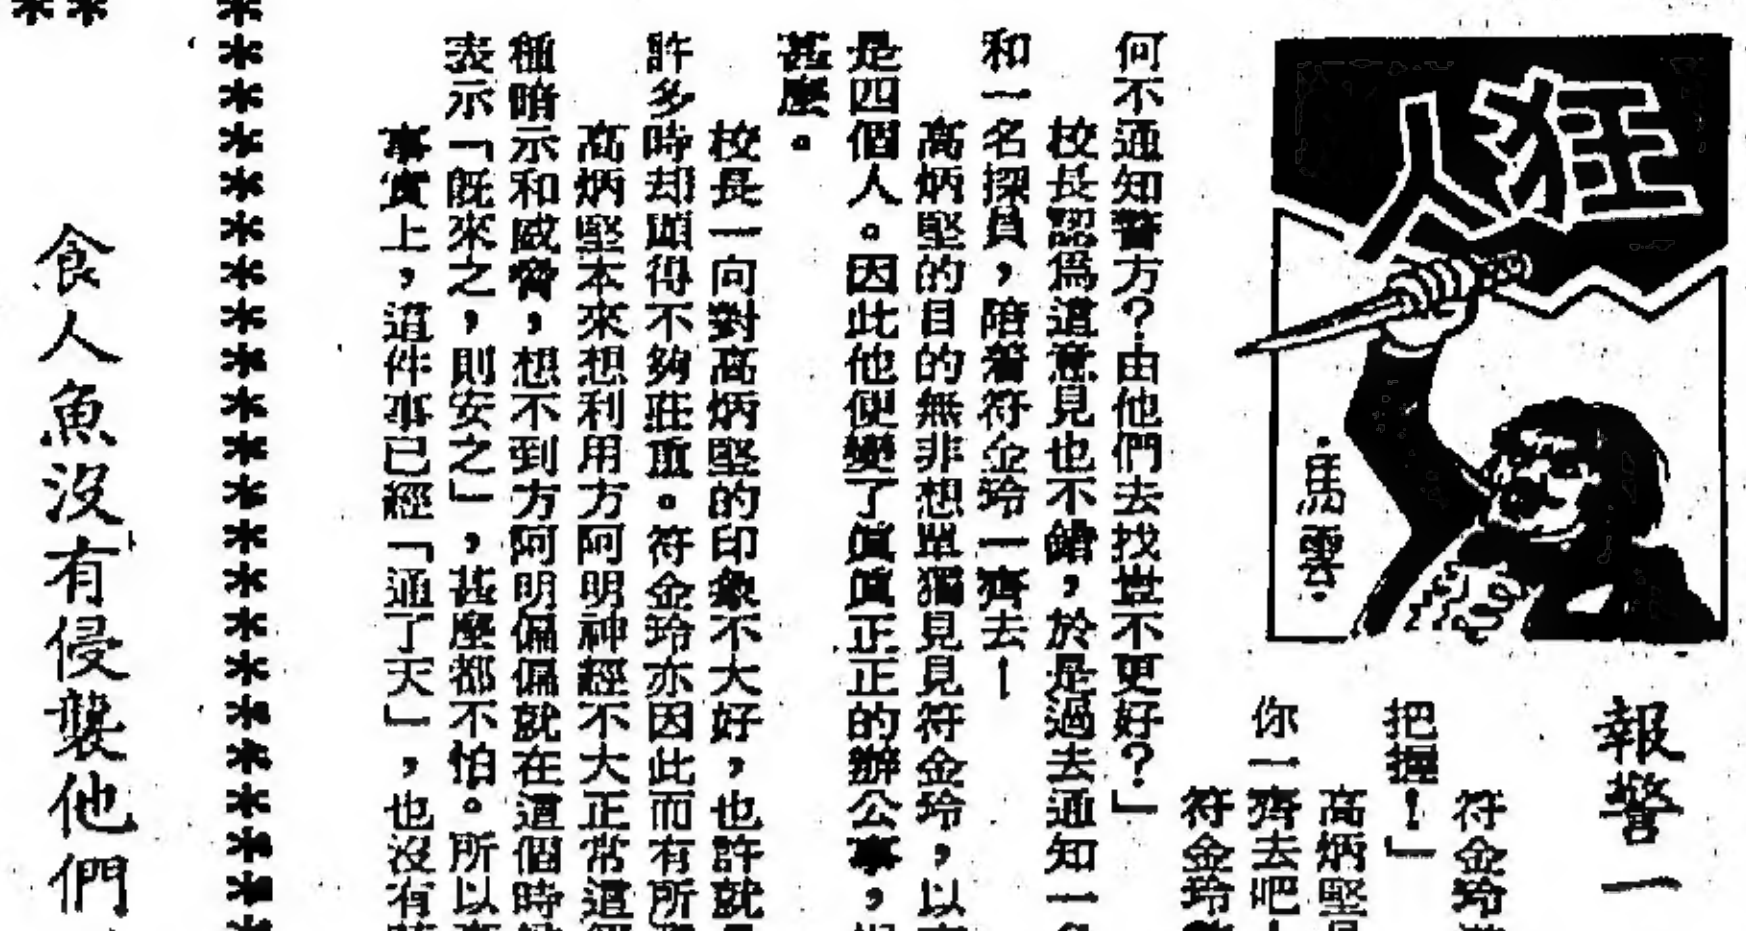 狂人
·馬雲·
報警一
符金玲
把握！」
高炳堅
你一齊去吧
符金玲
何不通知警方？由他們去找豈不更好？」
校長認爲這意見也不錯，於是過去通知一
和一名探員，陪着符金玲一齊去！
高炳堅的目的無非想單獨見見符金玲，以
是四個人。因此他便變了眞眞正正的辦公事，
甚麼。
校長一向對高炳堅的印象不大好，也許就
許多時却顯得不夠莊重。符金玲亦因此而有所
高炳堅本來想利用方阿明神經不大正常這
種暗示和威脅，想不到方阿明偏偏就在這個時
表示「旣來之，則安之」，甚麼都不怕。所以
事實上，這件事已經「通了天」，也沒有
食人魚沒有侵襲他們